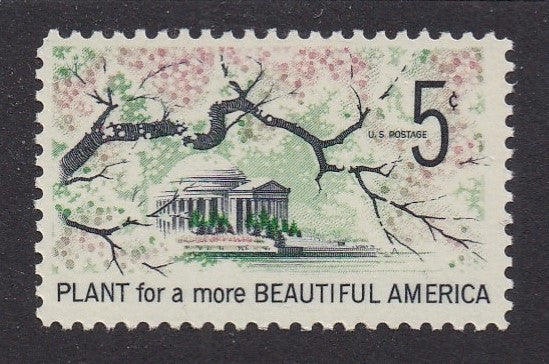 5¢
U.S. POSTAGE
PLANT for a more BEAUTIFUL AMERICA